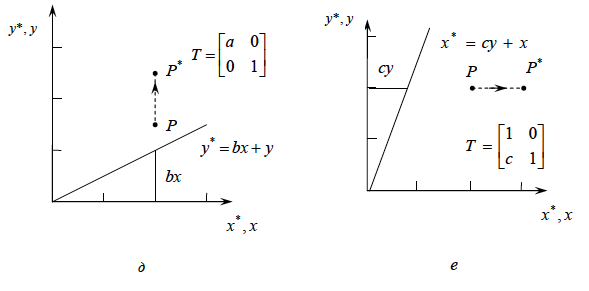 y*, y
P*
T = [a 0
0 1]
P
y* = bx + y
bx
x*, x
д
y*, y
x* = cy + x
cy
P
P*
T = [1 0
c 1]
x*, x
е